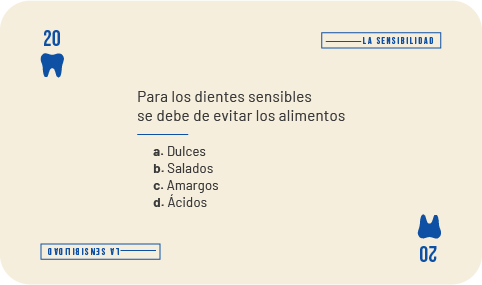 20
LA SENSIBILIDAD
Para los dientes sensibles
se debe de evitar los alimentos
a. Dulces
b. Salados
c. Amargos
d. Ácidos
LA SENSIBILIDAD
20